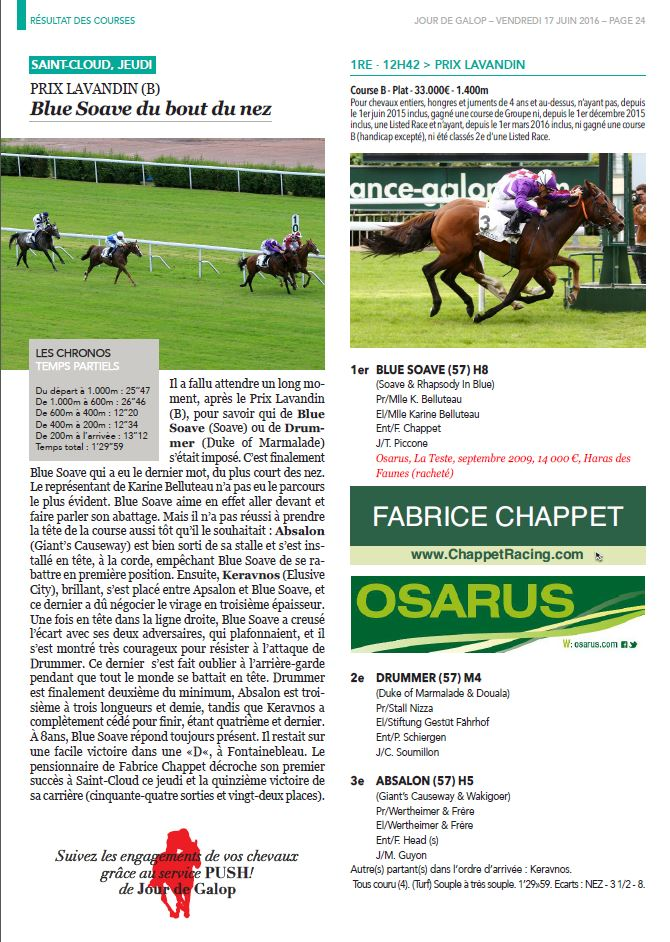 RÉSULTAT DES COURSES
JOUR DE GALOP – VENDREDI 17 JUIN 2016 – PAGE 24
SAINT-CLOUD, JEUDI
PRIX LAVANDIN (B)
Blue Soave du bout du nez
LES CHRONOS
TEMPS PARTIELS
Du départ à 1.000m : 25’’47
De 1.000m à 600m : 26’’46
De 600m à 400m : 12’’20
De 400m à 200m : 12’’34
De 200m à l’arrivée : 13’’12
Temps total : 1’29’’59
Il a fallu attendre un long mo-
ment, après le Prix Lavandin
(B), pour savoir qui de Blue
Soave (Soave) ou de Drum-
mer (Duke of Marmalade)
s’était imposé. C’est finalement
Blue Soave qui a eu le dernier mot, du plus court des nez.
Le représentant de Karine Belluteau n’a pas eu le parcours
le plus évident. Blue Soave aime en effet aller devant et
faire parler son abattage. Mais il n’a pas réussi à prendre
la tête de la course aussi tôt qu’il le souhaitait : Absalon
(Giant’s Causeway) est bien sorti de sa stalle et s’est ins-
tallé en tête, à la corde, empêchant Blue Soave de se ra-
battre en première position. Ensuite, Keravnos (Elusive
City), brillant, s’est placé entre Apsalon et Blue Soave, et
ce dernier a dû négocier le virage en troisième épaisseur.
Une fois en tête dans la ligne droite, Blue Soave a creusé
l’écart avec ses deux adversaires, qui plafonnaient, et il
s’est montré très courageux pour résister à l’attaque de
Drummer. Ce dernier s’est fait oublier à l’arrière-garde
pendant que tout le monde se battait en tête. Drummer
est finalement deuxième du minimum, Absalon est troi-
sième à trois longueurs et demie, tandis que Keravnos a
complètement cédé pour finir, étant quatrième et dernier.
À 8ans, Blue Soave répond toujours présent. Il restait sur
une facile victoire dans une «D«, à Fontainebleau. Le
pensionnaire de Fabrice Chappet décroche son premier
succès à Saint-Cloud ce jeudi et la quinzième victoire de
sa carrière (cinquante-quatre sorties et vingt-deux places).
Suivez les engagements de vos chevaux
grâce au service PUSH!
de Jour de Galop
1RE - 12H42 > PRIX LAVANDIN
Course B - Plat - 33.000€ - 1.400m
Pour chevaux entiers, hongres et juments de 4 ans et au-dessus, n’ayant pas, depuis
le 1er juin 2015 inclus, gagné une course de Groupe ni, depuis le 1er décembre 2015
inclus, une Listed Race et n’ayant, depuis le 1er mars 2016 inclus, ni gagné une course
B (handicap excepté), ni été classés 2e d’une Listed Race.
ance-galop
3
1er BLUE SOAVE (57) H8
(Soave & Rhapsody In Blue)
Pr/Mlle K. Belluteau
El/Mlle Karine Belluteau
Ent/F. Chappet
J/T. Piccone
Osarus, La Teste, septembre 2009, 14 000 €, Haras des
Faunes (racheté)
FABRICE CHAPPET
www.ChappetRacing.com
OSARUS
W: osarus.com
2e DRUMMER (57) M4
(Duke of Marmalade & Douala)
Pr/Stall Nizza
El/Stiftung Gestüt Fährhof
Ent/P. Schiergen
J/C. Soumillon
3e ABSALON (57) H5
(Giant’s Causeway & Wakigoer)
Pr/Wertheimer & Frère
El/Wertheimer & Frère
Ent/F. Head (s)
J/M. Guyon
Autre(s) partant(s) dans l’ordre d’arrivée : Keravnos.
Tous couru (4). (Turf) Souple à très souple. 1’29»59. Ecarts : NEZ - 3 1/2 - 8.